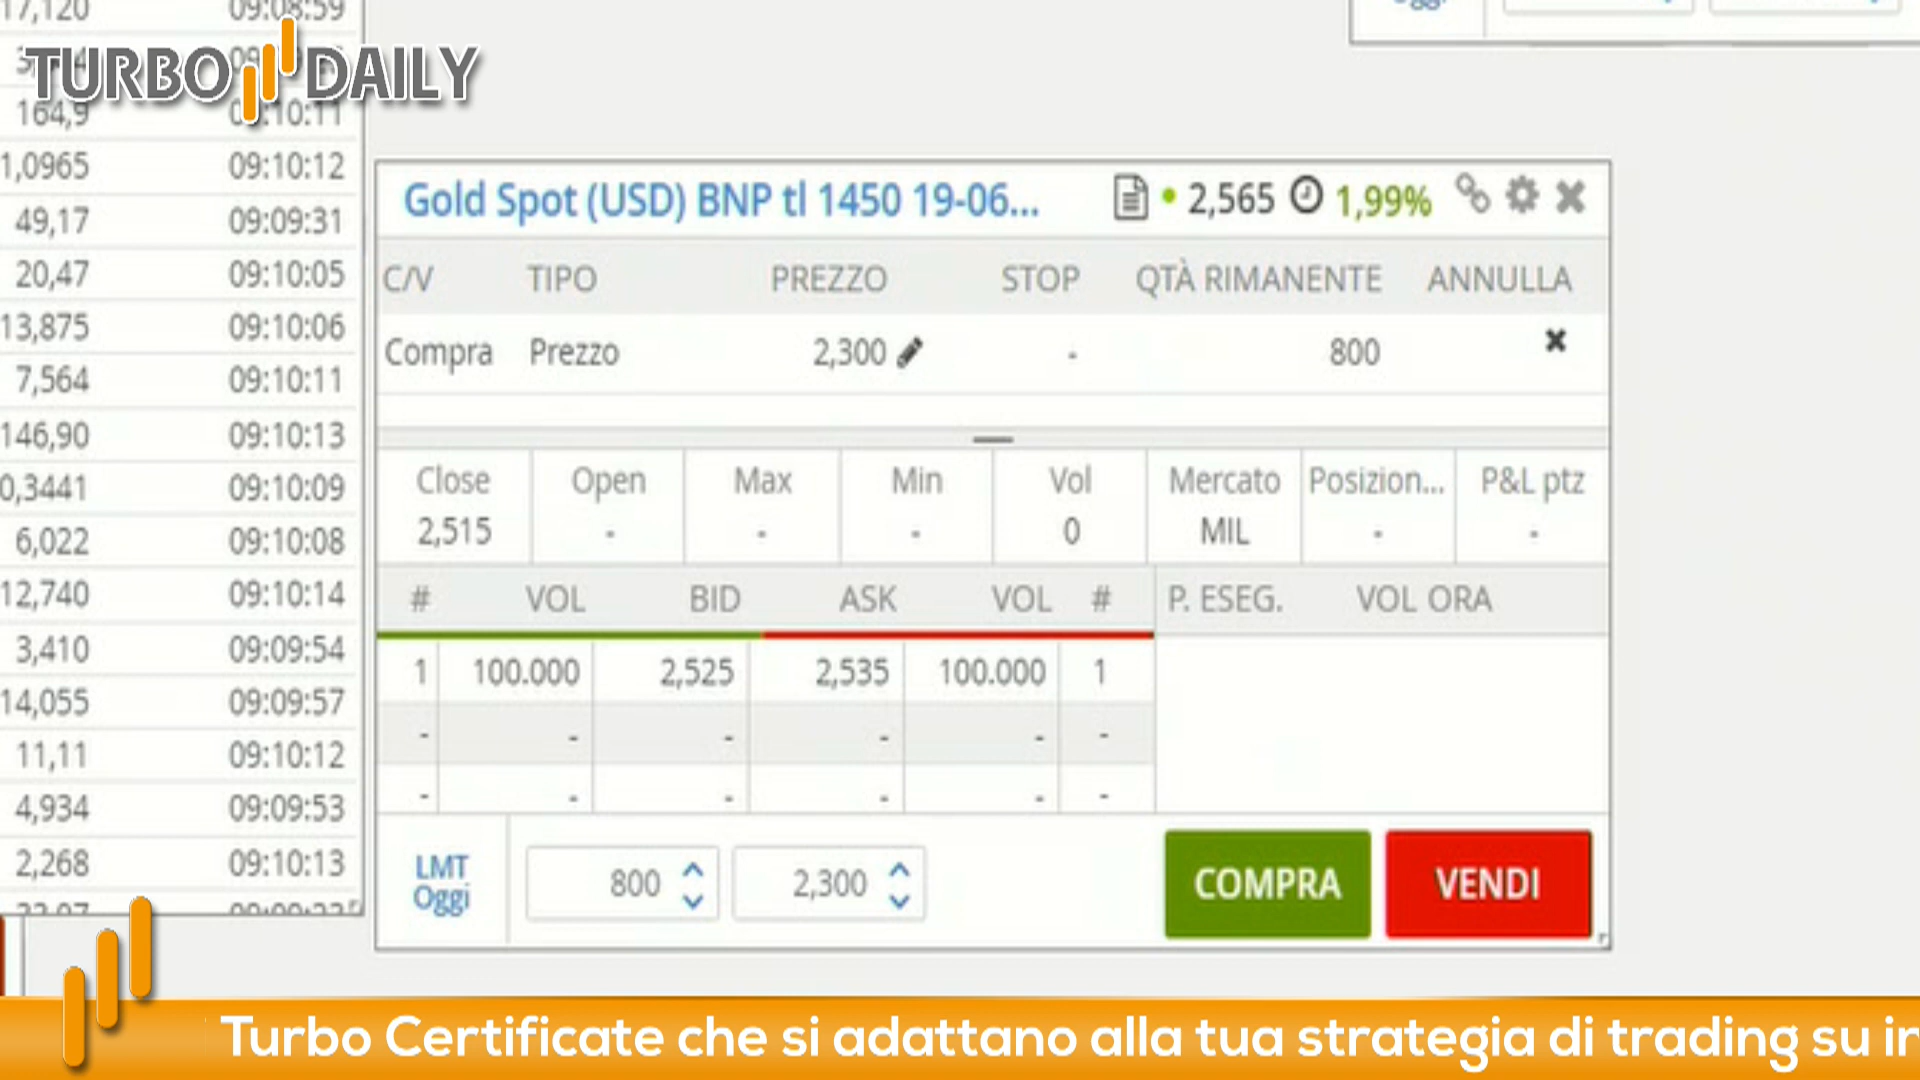 17,120 09:08:59
TURBO DAILY
164,9
1,0965 09:10:12
49,17 09:09:31
20,47 09:10:05
13,875 09:10:06
7,564 09:10:11
146,90 09:10:13
0,3441 09:10:09
6,022 09:10:08
12,740 09:10:14
3,410 09:09:54
14,055 09:09:57
11,11 09:10:12
4,934 09:09:53
2,268 09:10:13
Gold Spot (USD) BNP tl 1450 19-06... 2,565 1,99%
C/V TIPO PREZZO STOP QTÀ RIMANENTE ANNULLA
Compra Prezzo 2,300 - 800
Close Open Max Min Vol Mercato Posizion... P&L ptz
2,515 - - - 0 MIL - -
# VOL BID ASK VOL # P. ESEG. VOL ORA
1 100.000 2,525 2,535 100.000 1
- - - - - -
- - - - - -
LMT
Oggi
800 2,300 COMPRA VENDI
Turbo Certificate che si adattano alla tua strategia di trading su